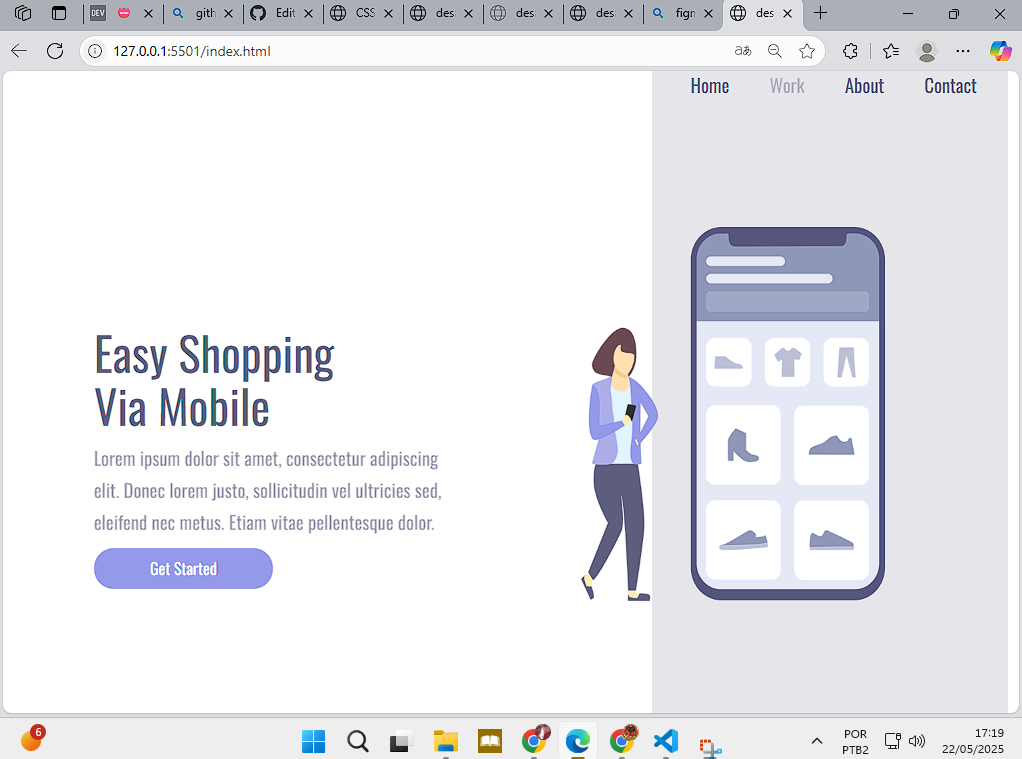 DEV
gith
Edit
CSS
des
des
des
fign
des
127.0.0.1:5501/index.html
Home Work About Contact
Easy Shopping
Via Mobile
Lorem ipsum dolor sit amet, consectetur adipiscing
elit. Donec lorem justo, sollicitudin vel ultricies sed,
eleifend nec metus. Etiam vitae pellentesque dolor.
Get Started
6
POR
PTB2
17:19
22/05/2025